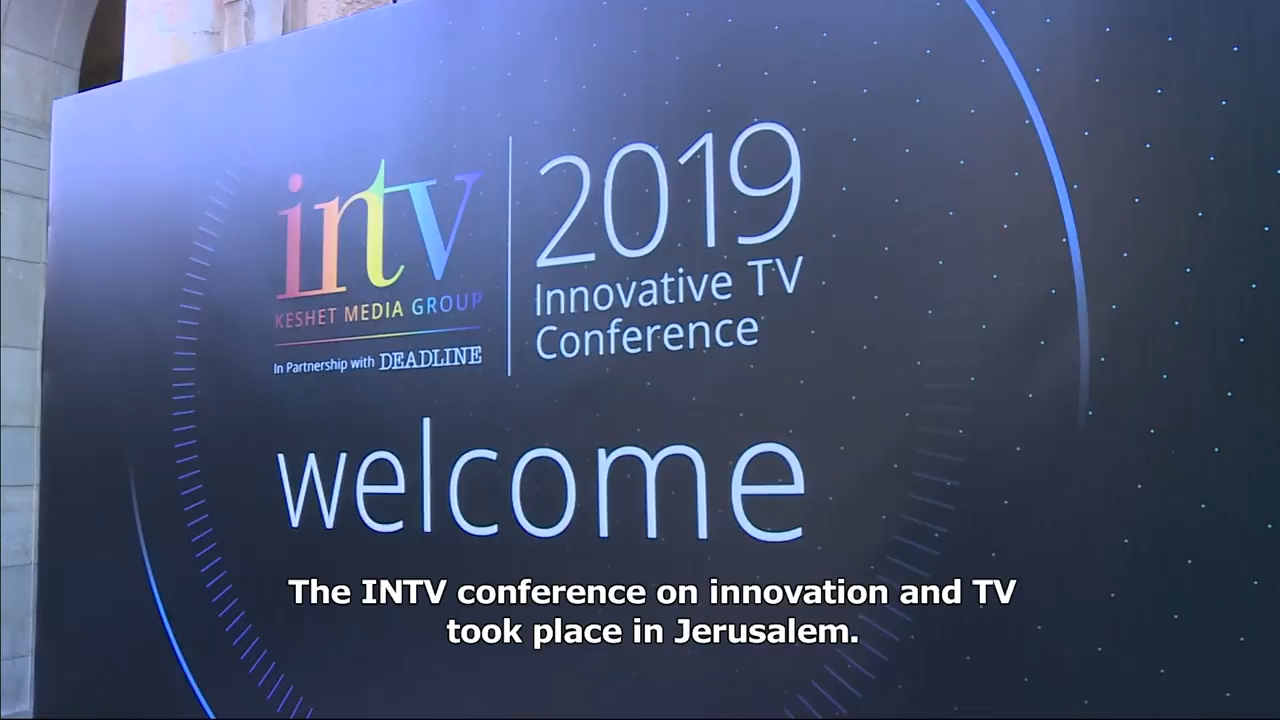 intv
KESHET MEDIA GROUP
In Partnership with DEADLINE
2019
Innovative TV
Conference
welcome
The INTV conference on innovation and TV
took place in Jerusalem.